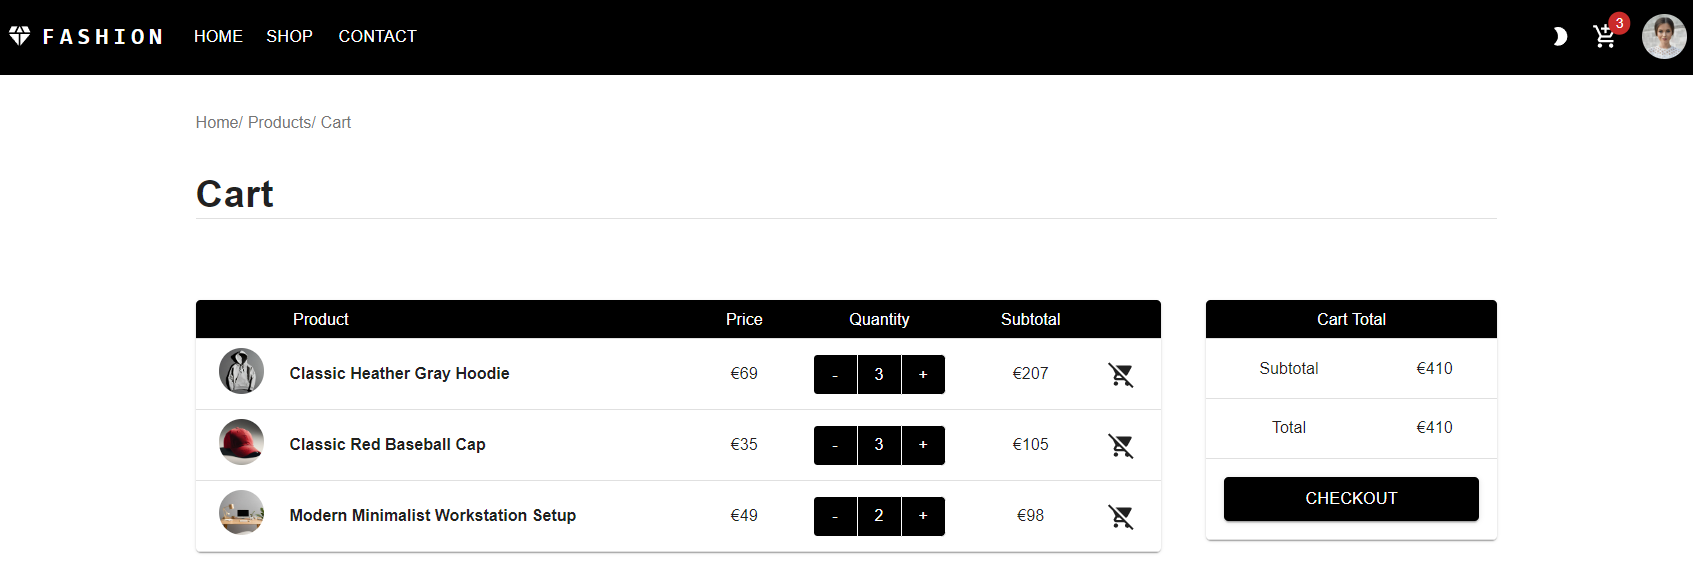 FASHION HOME SHOP CONTACT 3
Home/ Products/ Cart
Cart
Product Price Quantity Subtotal
Classic Heather Gray Hoodie €69 - 3 + €207
Classic Red Baseball Cap €35 - 3 + €105
Modern Minimalist Workstation Setup €49 - 2 + €98
Cart Total
Subtotal €410
Total €410
CHECKOUT